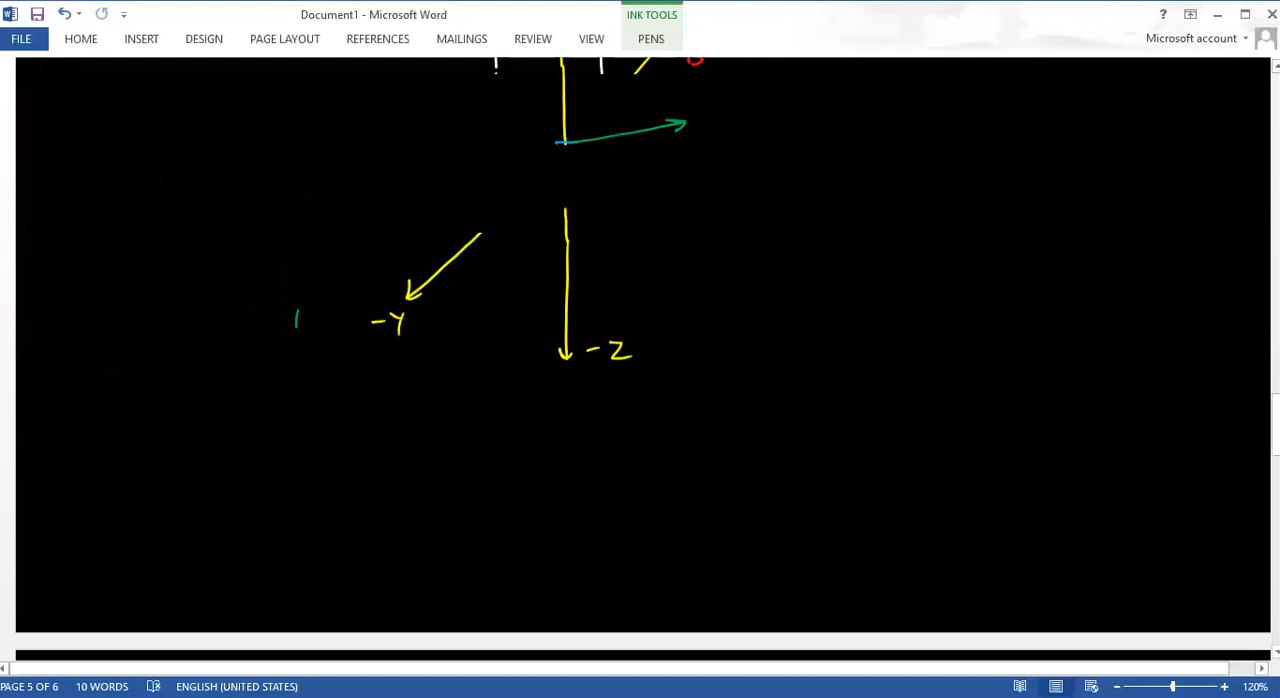 Document1 - Microsoft Word
INK TOOLS
?
FILE HOME INSERT DESIGN PAGE LAYOUT REFERENCES MAILINGS REVIEW VIEW PENS
Microsoft account
-Y
-Z
PAGE 5 OF 6 10 WORDS ENGLISH (UNITED STATES)
120%